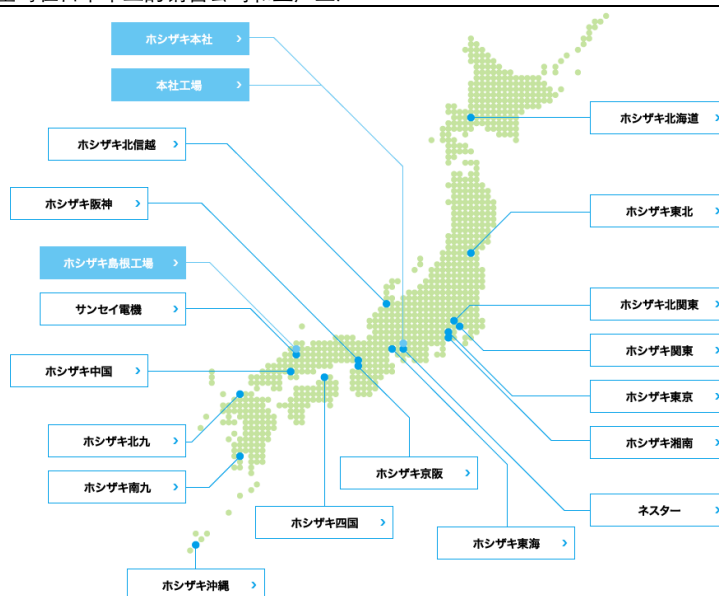 ホシザキ本社
本社工場
ホシザキ北海道
ホシザキ北信越
ホシザキ阪神
ホシザキ東北
ホシザキ島根工場
サンセイ電機
ホシザキ北関東
ホシザキ関東
ホシザキ中国
ホシザキ東京
ホシザキ北九
ホシザキ湘南
ホシザキ京阪
ホシザキ南九
ネスター
ホシザキ四国
ホシザキ東海
ホシザキ沖縄